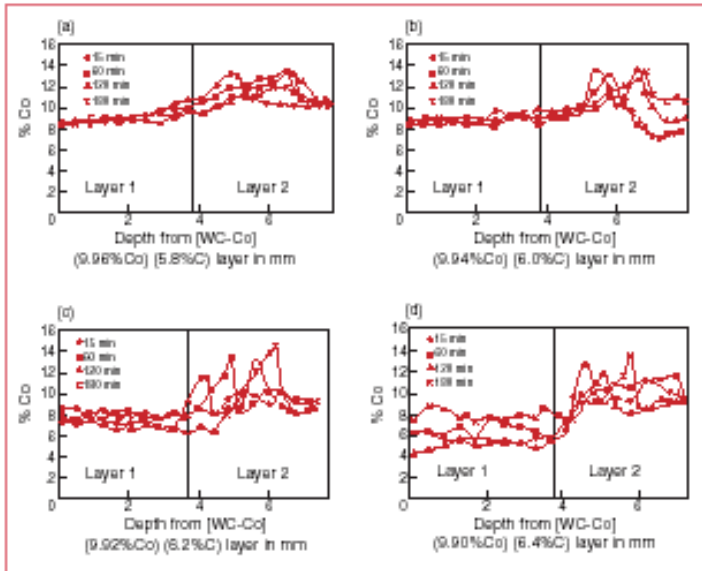 (a)
15 min
60 min
120 min
180 min
% Co
16
14
12
10
8
6
4
2
0
Layer 1
Layer 2
2
4
6
Depth from [WC-Co]
(9.96%Co) (5.8%C) layer in mm
(b)
15 min
60 min
120 min
180 min
% Co
16
14
12
10
8
6
4
2
0
Layer 1
Layer 2
2
4
6
Depth from [WC-Co]
(9.94%Co) (6.0%C) layer in mm
(c)
15 min
60 min
120 min
180 min
% Co
16
14
12
10
8
6
4
2
0
Layer 1
Layer 2
2
4
6
Depth from [WC-Co]
(9.92%Co) (6.2%C) layer in mm
(d)
15 min
60 min
120 min
180 min
% Co
16
14
12
10
8
6
4
2
0
Layer 1
Layer 2
2
4
6
Depth from [WC-Co]
(9.90%Co) (6.4%C) layer in mm